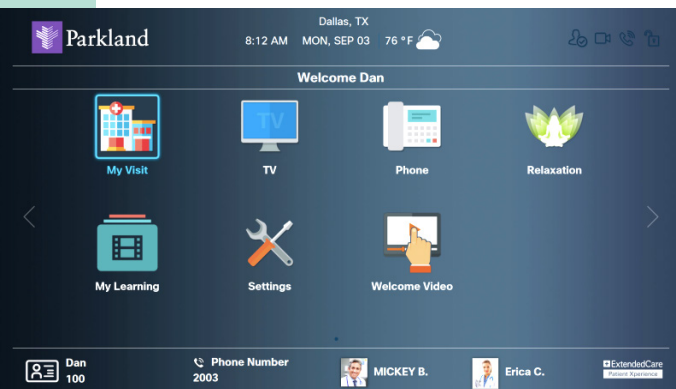 Dallas, TX
Parkland
8:12 AM MON, SEP 03 76 °F
Welcome Dan
TV
My Visit
TV
Phone
Relaxation
My Learning
Settings
Welcome Video
Dan
100
Phone Number
2003
MICKEY B.
Erica C.
ExtendedCare
Patient Xperience